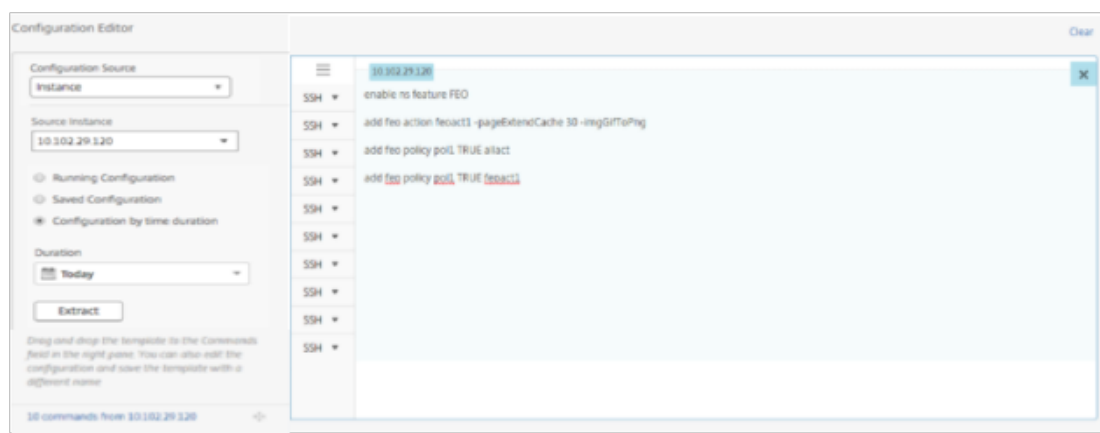 Configuration Editor
Clear
Configuration Source
Instance
Source Instance
10.102.29.120
Running Configuration
Saved Configuration
Configuration by time duration
Duration
Today
Extract
Drag and drop the template to the Commands
field in the right pane. You can also edit the
configuration and save the template with a
different name
10 commands from 10.102.29.120
10.102.29.120
SSH enable ns feature FEO
SSH add feo action feoact1 -pageExtendCache 30 -imgGifToPng
SSH add feo policy pol1 TRUE allact
SSH add feo policy pol1 TRUE feoact1
SSH
SSH
SSH
SSH
SSH
SSH